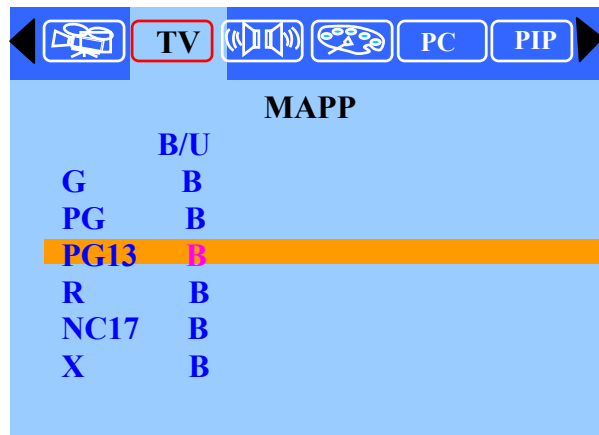 TV PC PIP
MAPP
B/U
G B
PG B
PG13 B
R B
NC17 B
X B